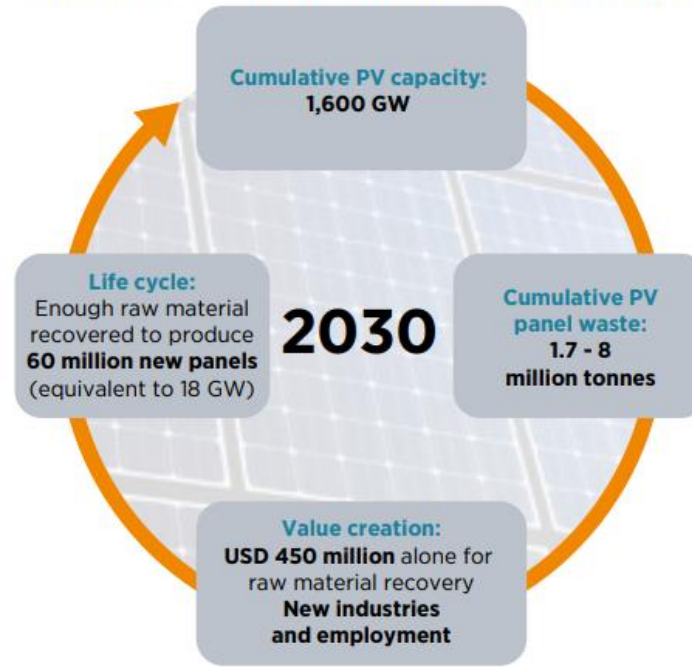 Cumulative PV capacity:
1,600 GW
Life cycle:
Enough raw material
recovered to produce
60 million new panels
(equivalent to 18 GW)
2030
Cumulative PV
panel waste:
1.7 - 8
million tonnes
Value creation:
USD 450 million alone for
raw material recovery
New industries
and employment